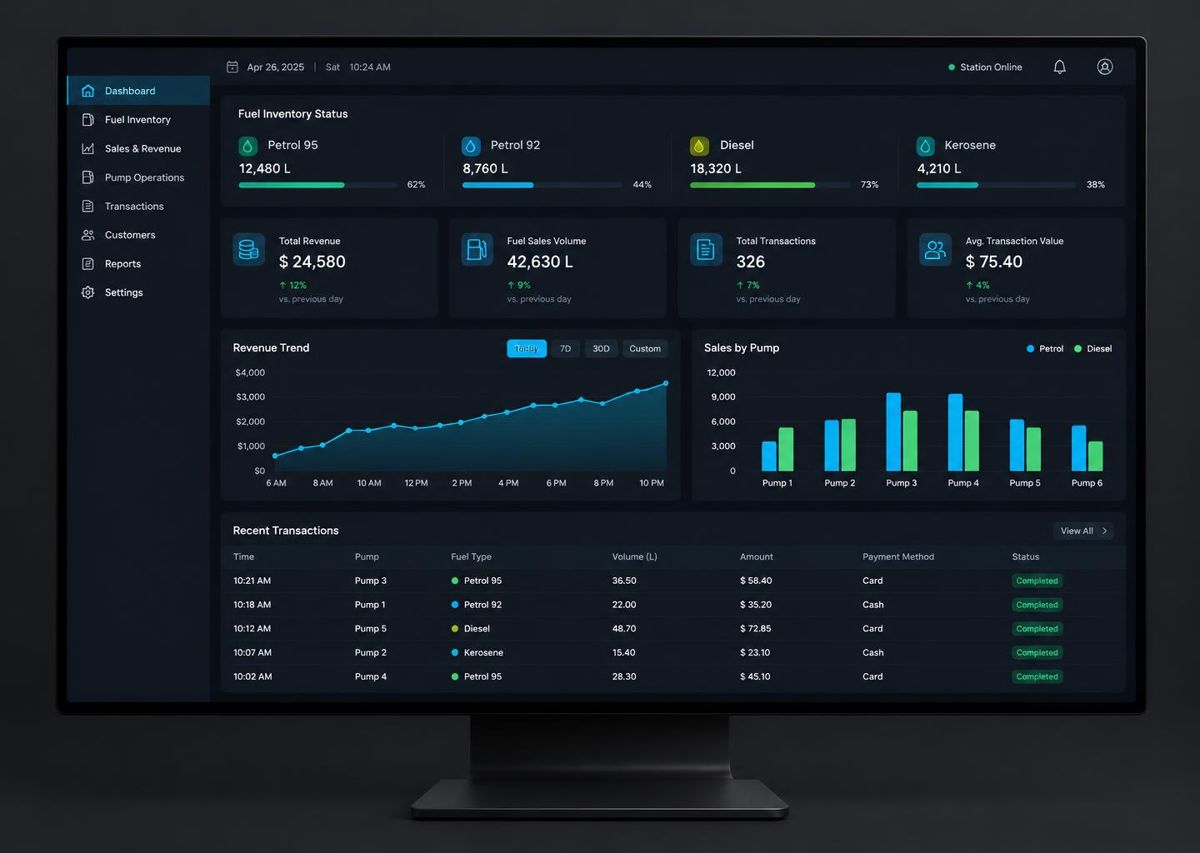 Apr 26, 2025 | Sat 10:24 AM
Station Online
Dashboard
Fuel Inventory
Sales & Revenue
Pump Operations
Transactions
Customers
Reports
Settings
Fuel Inventory Status
Petrol 95
12,480 L
62%
Petrol 92
8,760 L
44%
Diesel
18,320 L
73%
Kerosene
4,210 L
38%
Total Revenue
$ 24,580
↑ 12%
vs. previous day
Fuel Sales Volume
42,630 L
↑ 9%
vs. previous day
Total Transactions
326
↑ 7%
vs. previous day
Avg. Transaction Value
$ 75.40
↑ 4%
vs. previous day
Revenue Trend
7D 30D Custom
$4,000
$3,000
$2,000
$1,000
$0
6 AM 8 AM 10 AM 12 PM 2 PM 4 PM 6 PM 8 PM 10 PM
Sales by Pump
Petrol Diesel
12,000
9,000
6,000
3,000
0
Pump 1 Pump 2 Pump 3 Pump 4 Pump 5 Pump 6
Recent Transactions
View All >
Time Pump Fuel Type Volume (L) Amount Payment Method Status
10:21 AM Pump 3 Petrol 95 36.50 $ 58.40 Card Completed
10:18 AM Pump 1 Petrol 92 22.00 $ 35.20 Cash Completed
10:12 AM Pump 5 Diesel 48.70 $ 72.85 Card Completed
10:07 AM Pump 2 Kerosene 15.40 $ 23.10 Cash Completed
10:02 AM Pump 4 Petrol 95 28.30 $ 45.10 Card Completed